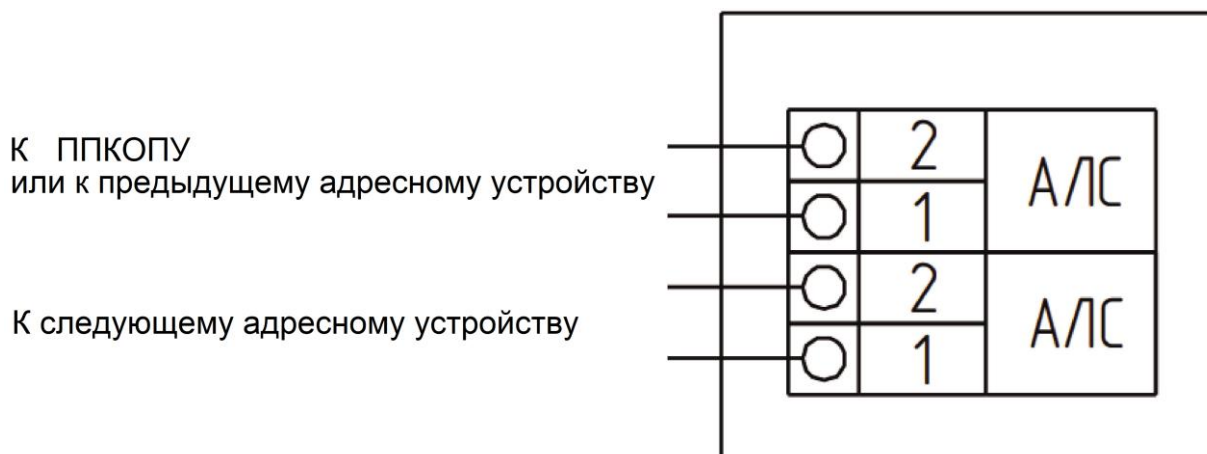 К ППКОПУ
или к предыдущему адресному устройству
К следующему адресному устройству
2
1
АЛС
2
1
АЛС